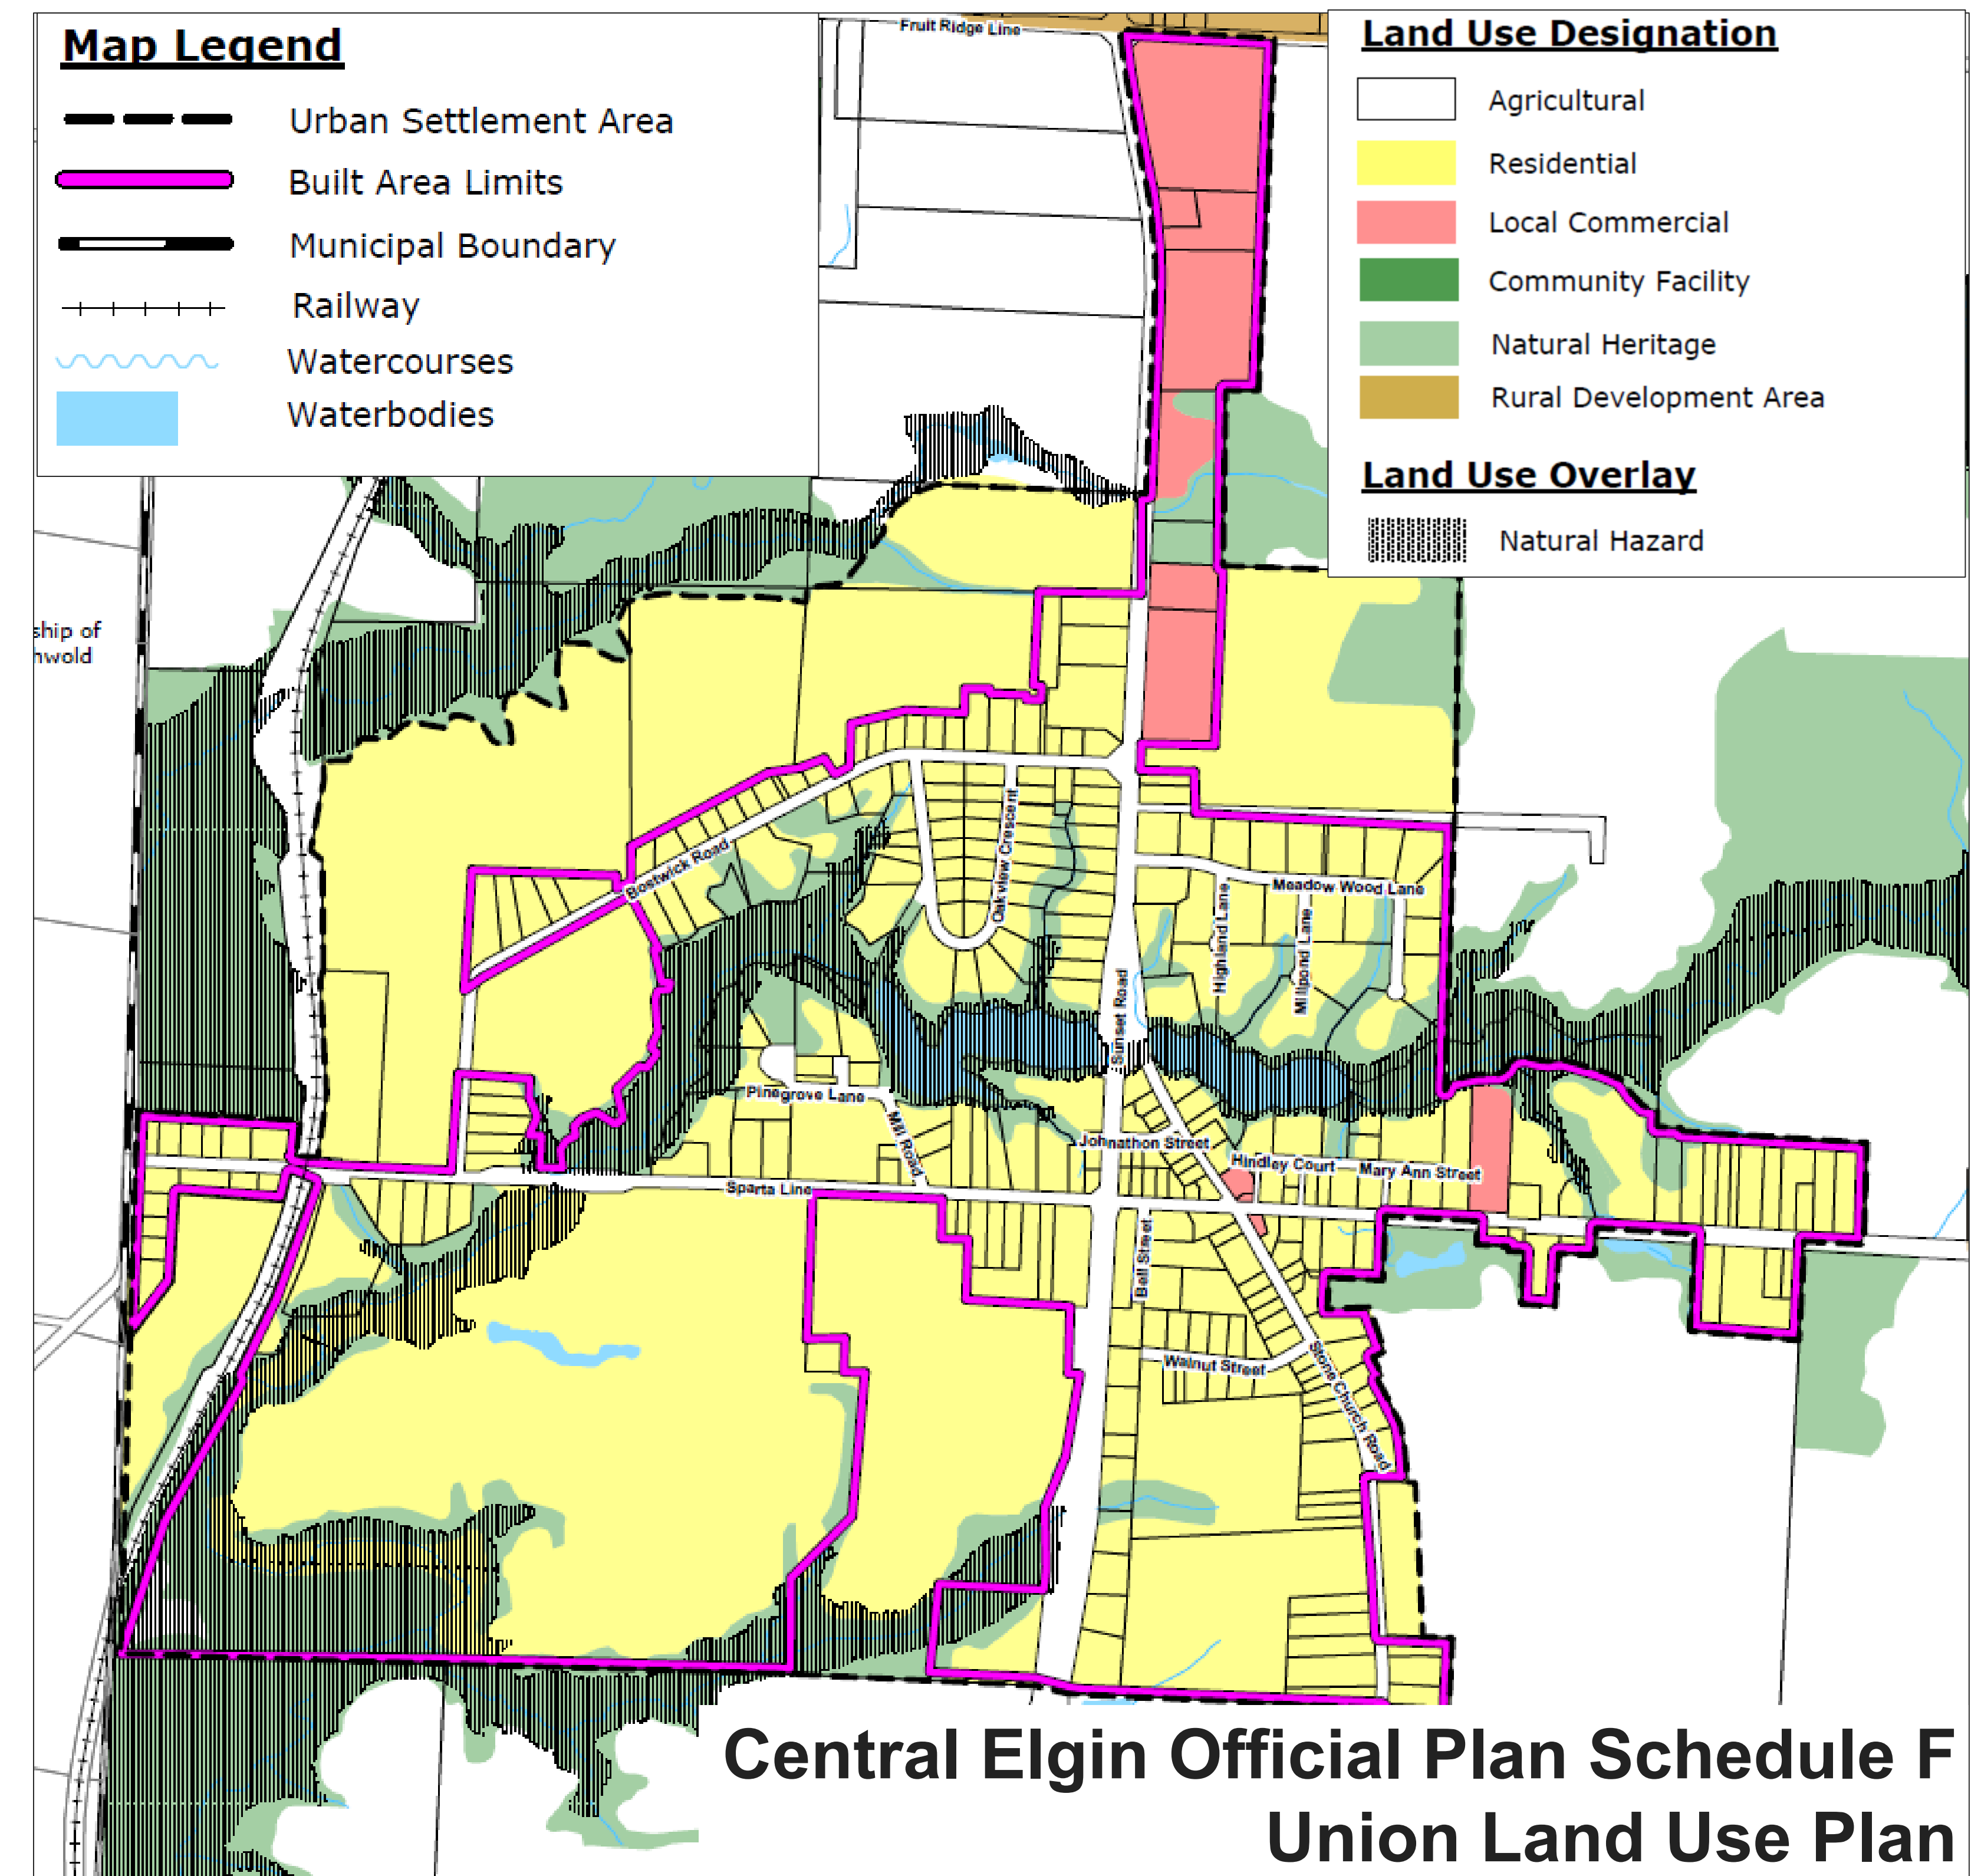 Map Legend
Urban Settlement Area
Built Area Limits
Municipal Boundary
Railway
Watercourses
Waterbodies
Land Use Designation
Agricultural
Residential
Local Commercial
Community Facility
Natural Heritage
Rural Development Area
Land Use Overlay
Natural Hazard
Fruit Ridge Line
ship of
nwold
Bostwick Road
Oakview Crescent
Meadow Wood Lane
Highland Lane
Millpond Lane
Sunset Road
Pinegrove Lane
Mill Road
Johnathon Street
Hindley Court
Mary Ann Street
Sparta Line
Bell Street
Walnut Street
Stone Church Road
Central Elgin Official Plan Schedule F
Union Land Use Plan